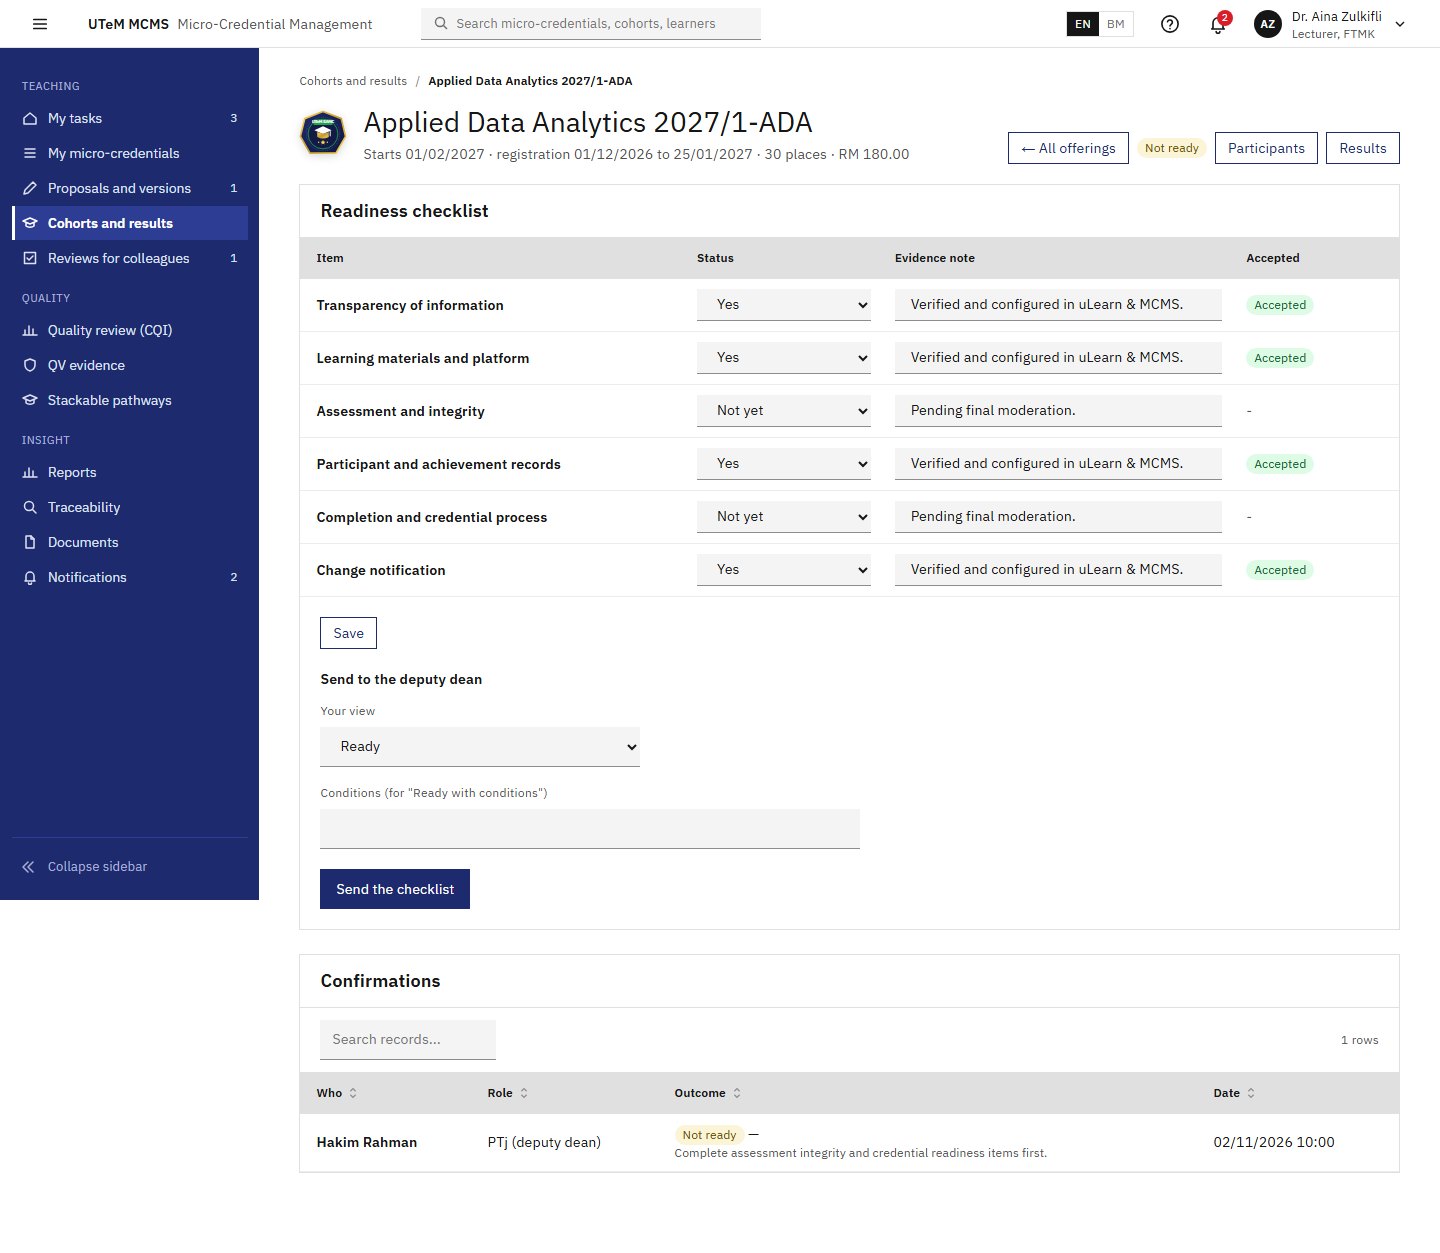 UTeM MCMS Micro-Credential Management
Search micro-credentials, cohorts, learners
EN BM
2
AZ
Dr. Aina Zulkifli
Lecturer, FTMK
TEACHING
My tasks 3
My micro-credentials
Proposals and versions 1
Cohorts and results
Reviews for colleagues 1
QUALITY
Quality review (CQI)
QV evidence
Stackable pathways
INSIGHT
Reports
Traceability
Documents
Notifications 2
Collapse sidebar
Cohorts and results / Applied Data Analytics 2027/1-ADA
Applied Data Analytics 2027/1-ADA
Starts 01/02/2027 · registration 01/12/2026 to 25/01/2027 · 30 places · RM 180.00
← All offerings Not ready Participants Results
Readiness checklist
Item Status Evidence note Accepted
Transparency of information Yes Verified and configured in uLearn & MCMS. Accepted
Learning materials and platform Yes Verified and configured in uLearn & MCMS. Accepted
Assessment and integrity Not yet Pending final moderation. -
Participant and achievement records Yes Verified and configured in uLearn & MCMS. Accepted
Completion and credential process Not yet Pending final moderation. -
Change notification Yes Verified and configured in uLearn & MCMS. Accepted
Save
Send to the deputy dean
Your view
Ready
Conditions (for "Ready with conditions")
Send the checklist
Confirmations
Search records... 1 rows
Who Role Outcome Date
Hakim Rahman PTj (deputy dean) Not ready — 02/11/2026 10:00
Complete assessment integrity and credential readiness items first.